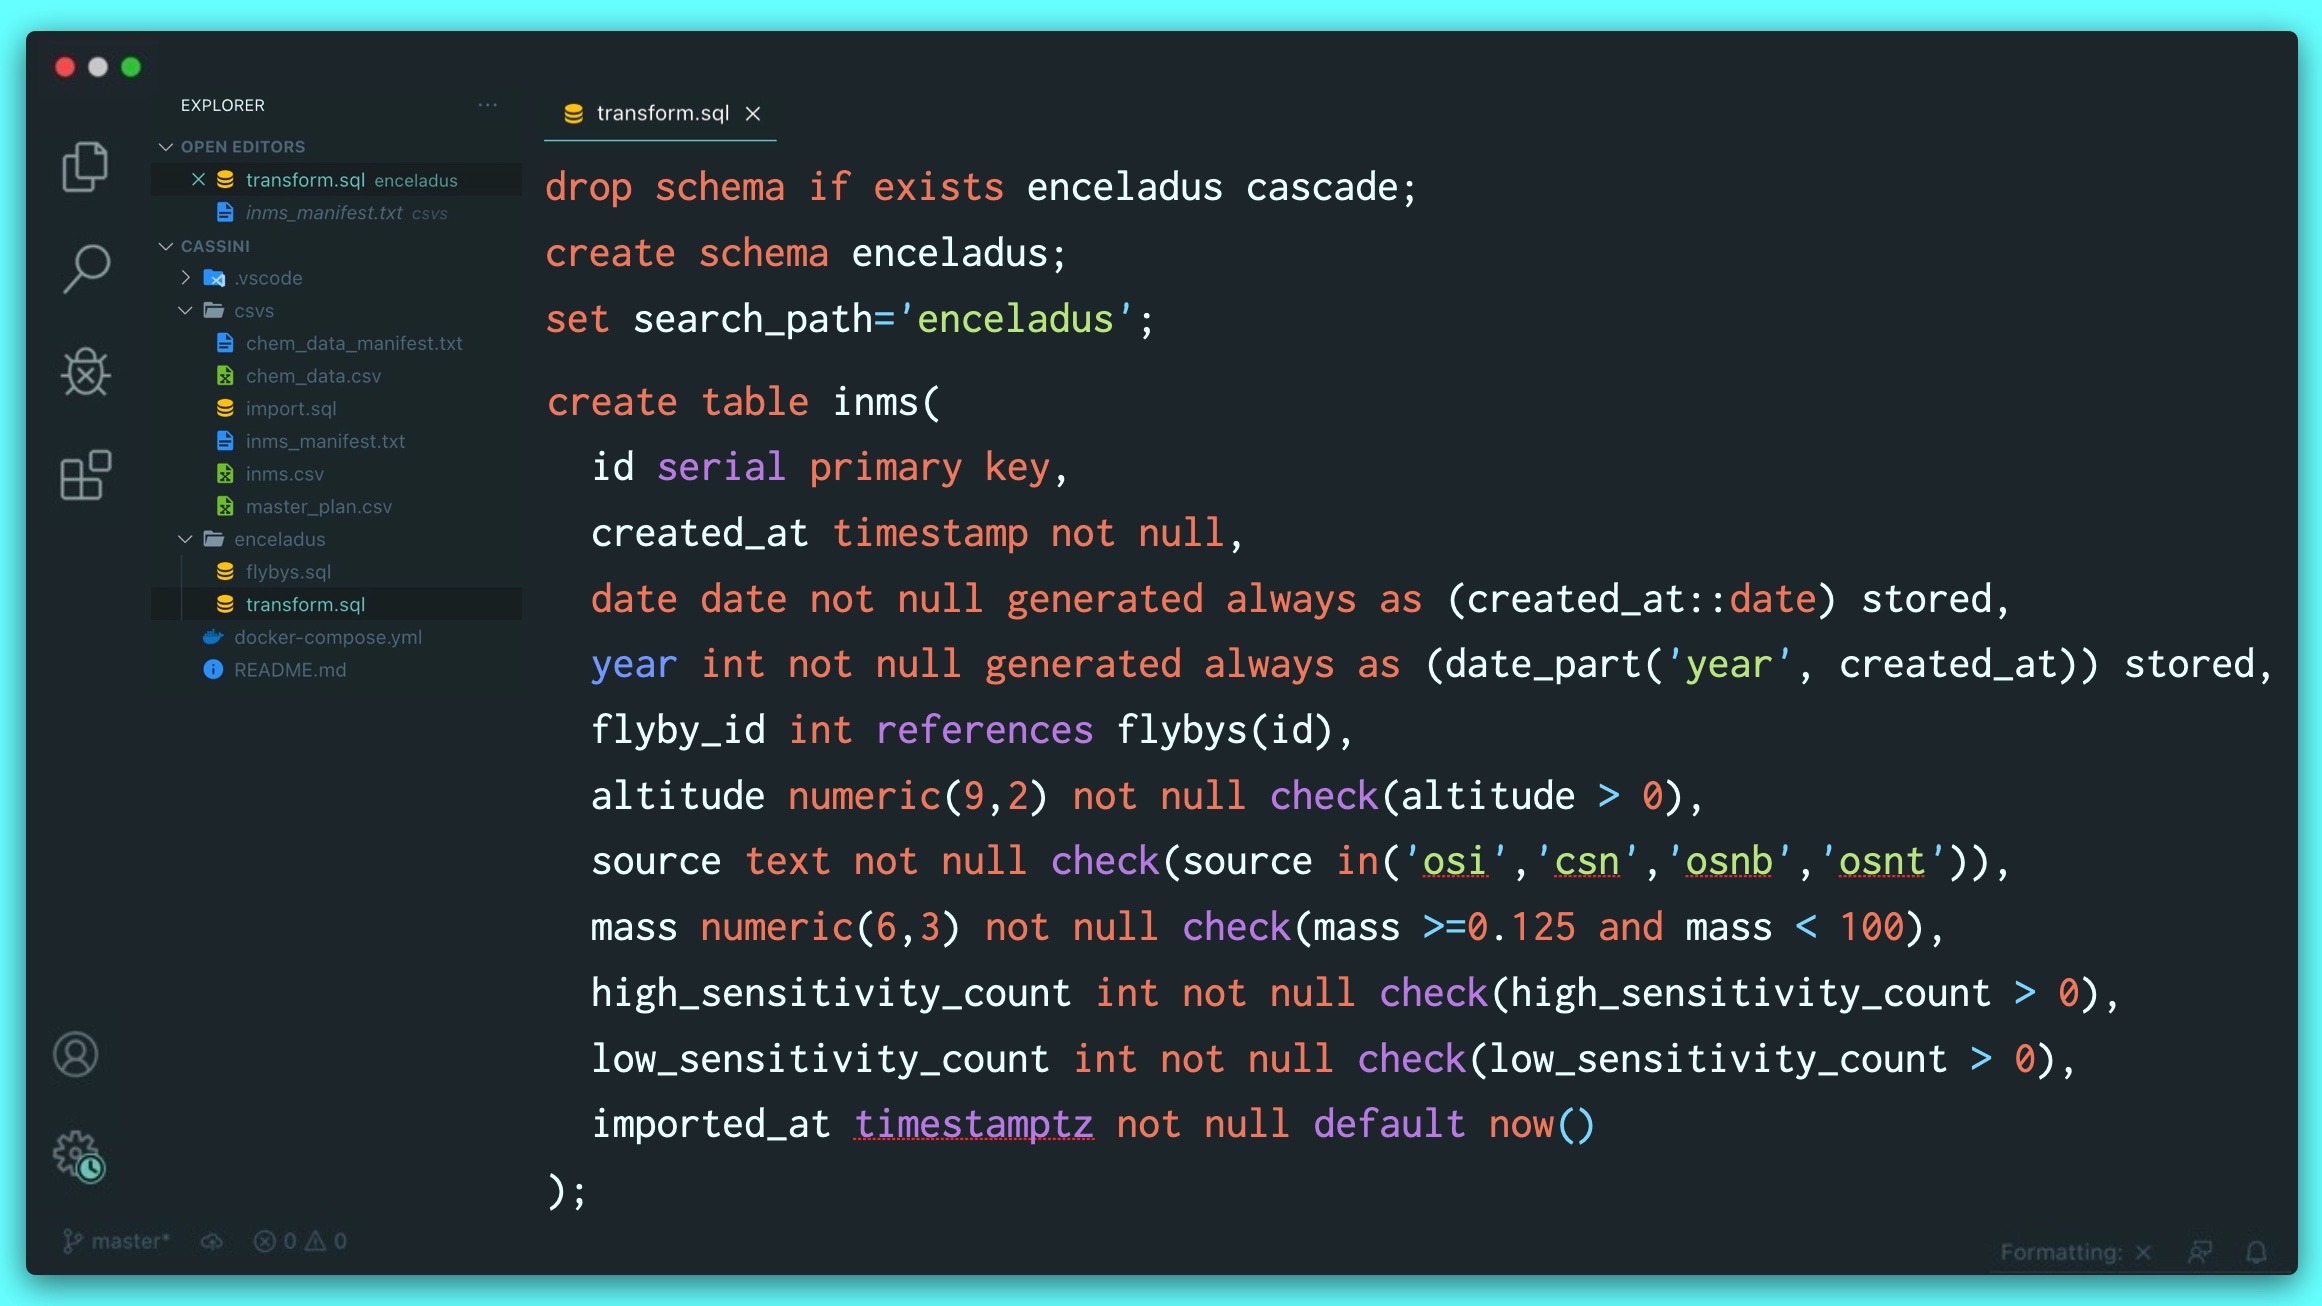 EXPLORER ...
OPEN EDITORS
transform.sql enceladus
inms_manifest.txt csvs
CASSINI
.vscode
csvs
chem_data_manifest.txt
chem_data.csv
import.sql
inms_manifest.txt
inms.csv
master_plan.csv
enceladus
flybys.sql
transform.sql
docker-compose.yml
README.md
master*
0 0
transform.sql
drop schema if exists enceladus cascade;
create schema enceladus;
set search_path='enceladus';
create table inms(
  id serial primary key,
  created_at timestamp not null,
  date date not null generated always as (created_at::date) stored,
  year int not null generated always as (date_part('year', created_at)) stored,
  flyby_id int references flybys(id),
  altitude numeric(9,2) not null check(altitude > 0),
  source text not null check(source in('osi','csn','osnb','osnt')),
  mass numeric(6,3) not null check(mass >=0.125 and mass < 100),
  high_sensitivity_count int not null check(high_sensitivity_count > 0),
  low_sensitivity_count int not null check(low_sensitivity_count > 0),
  imported_at timestamptz not null default now()
);
Formatting: ×